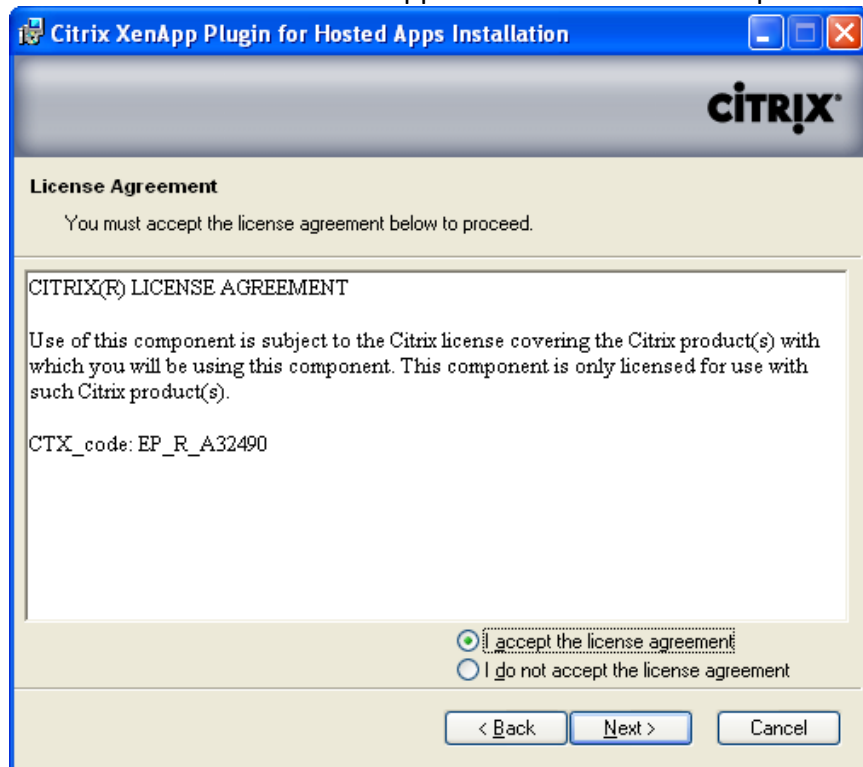 Citrix XenApp Plugin for Hosted Apps Installation
CİTRIX
License Agreement
You must accept the license agreement below to proceed.
CITRIX(R) LICENSE AGREEMENT
Use of this component is subject to the Citrix license covering the Citrix product(s) with
which you will be using this component. This component is only licensed for use with
such Citrix product(s).
CTX_code: EP_R_A32490
I accept the license agreement
I do not accept the license agreement
< Back
Next >
Cancel